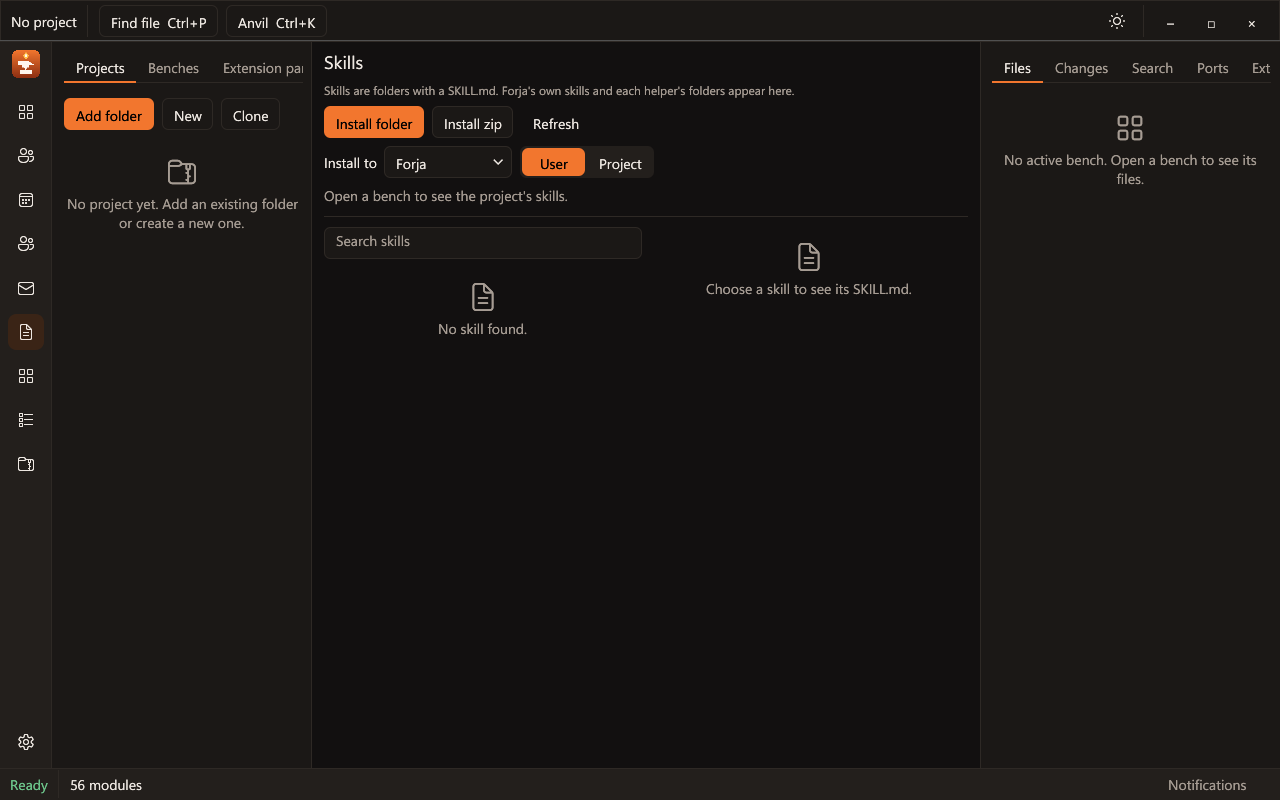 No project
Find file Ctrl+P
Anvil Ctrl+K
Projects
Benches
Extension par
Add folder
New
Clone
No project yet. Add an existing folder
or create a new one.
Skills
Skills are folders with a SKILL.md. Forja's own skills and each helper's folders appear here.
Install folder
Install zip
Refresh
Install to
Forja
User
Project
Open a bench to see the project's skills.
Search skills
No skill found.
Choose a skill to see its SKILL.md.
Files
Changes
Search
Ports
Ext
No active bench. Open a bench to see its
files.
Ready
56 modules
Notifications